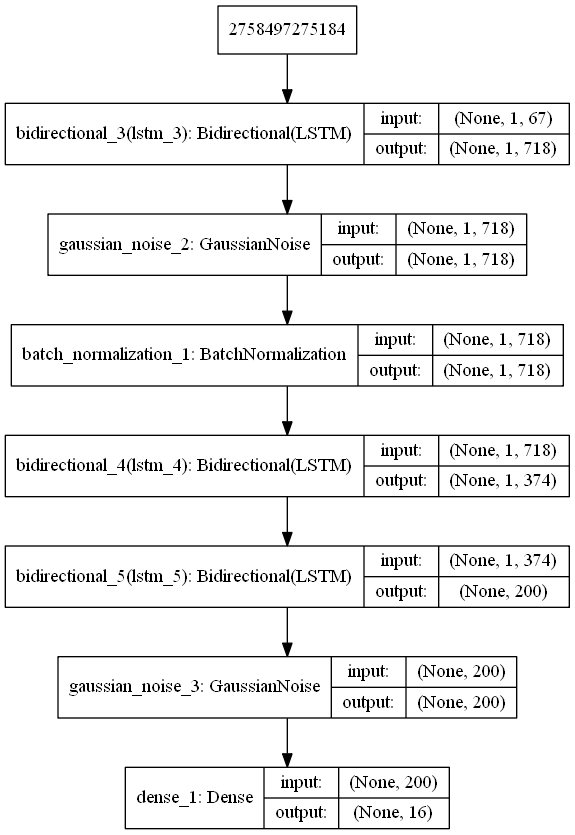 2758497275184
bidirectional_3(lstm_3): Bidirectional(LSTM)
input: (None, 1, 67)
output: (None, 1, 718)
gaussian_noise_2: GaussianNoise
input: (None, 1, 718)
output: (None, 1, 718)
batch_normalization_1: BatchNormalization
input: (None, 1, 718)
output: (None, 1, 718)
bidirectional_4(lstm_4): Bidirectional(LSTM)
input: (None, 1, 718)
output: (None, 1, 374)
bidirectional_5(lstm_5): Bidirectional(LSTM)
input: (None, 1, 374)
output: (None, 200)
gaussian_noise_3: GaussianNoise
input: (None, 200)
output: (None, 200)
dense_1: Dense
input: (None, 200)
output: (None, 16)